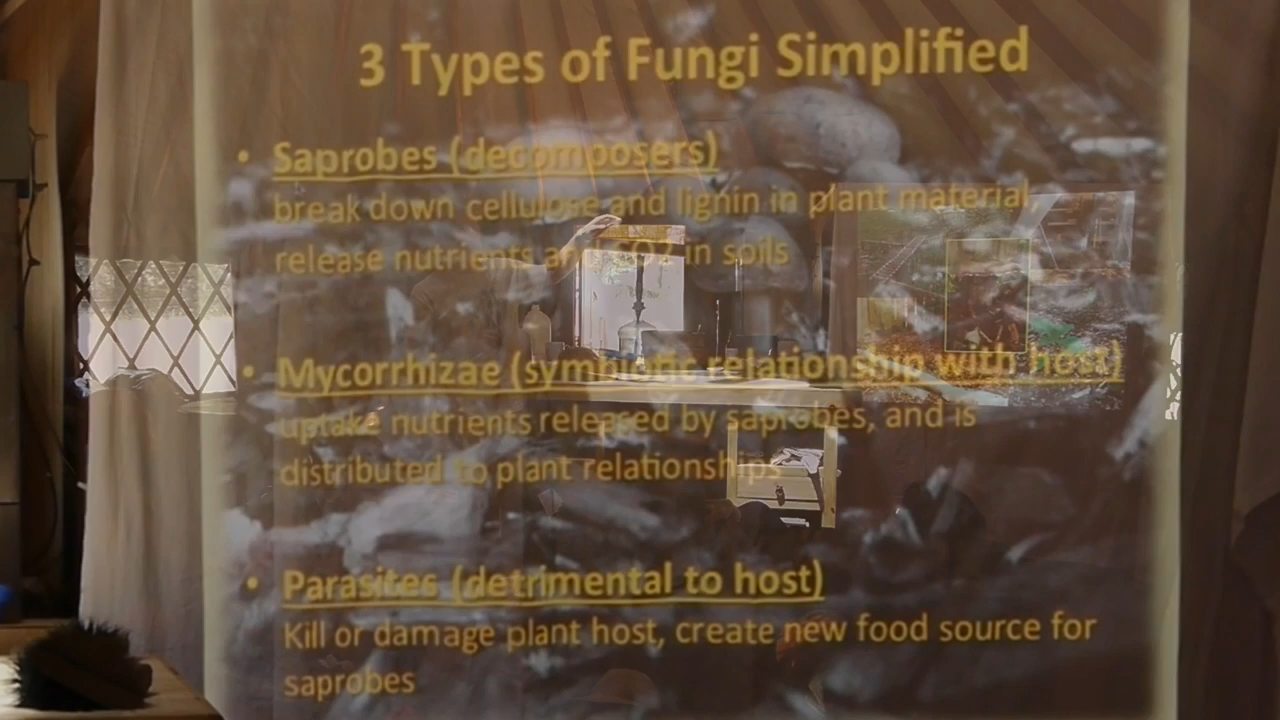 3 Types of Fungi Simplified
• Saprobes (decomposers)
break down cellulose and lignin in plant material
release nutrients and CO2 in soils
• Mycorrhizae (symbiotic relationship with host)
uptake nutrients released by saprobes, and is
distributed to plant relationships
• Parasites (detrimental to host)
Kill or damage plant host, create new food source for
saprobes